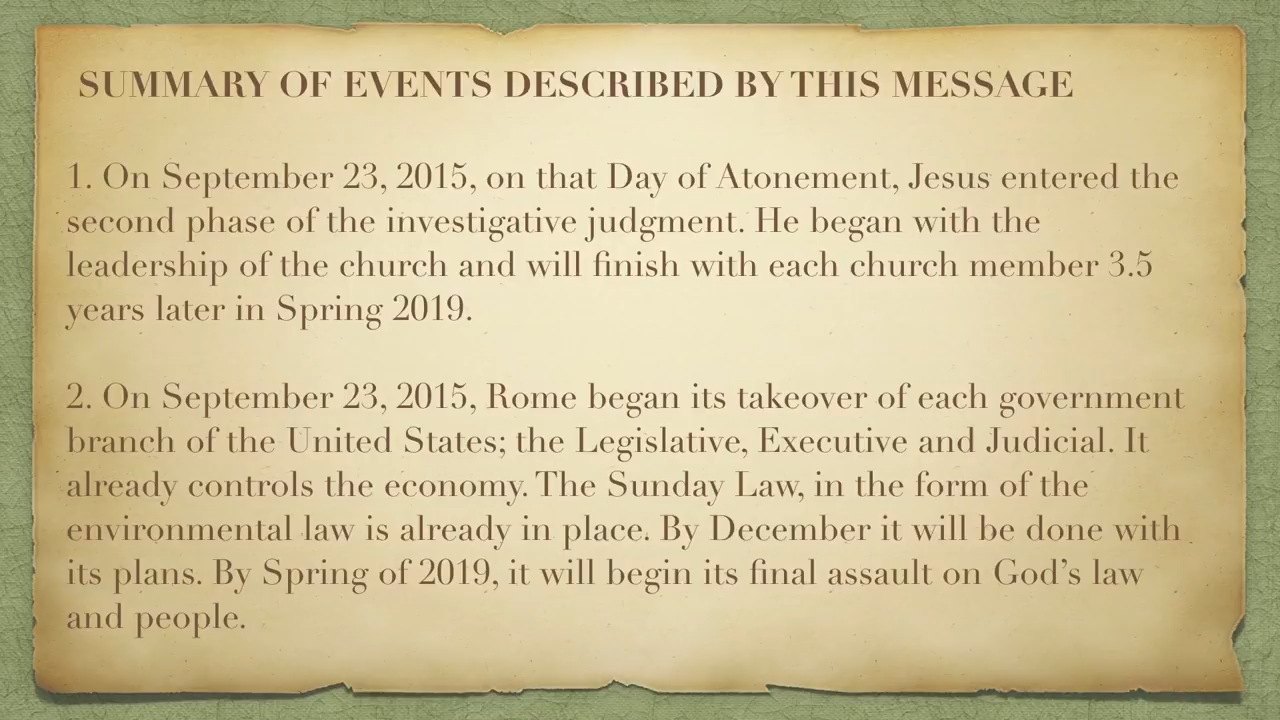 SUMMARY OF EVENTS DESCRIBED BY THIS MESSAGE
1. On September 23, 2015, on that Day of Atonement, Jesus entered the
second phase of the investigative judgment. He began with the
leadership of the church and will finish with each church member 3.5
years later in Spring 2019.
2. On September 23, 2015, Rome began its takeover of each government
branch of the United States; the Legislative, Executive and Judicial. It
already controls the economy. The Sunday Law, in the form of the
environmental law is already in place. By December it will be done with
its plans. By Spring of 2019, it will begin its final assault on God’s law
and people.